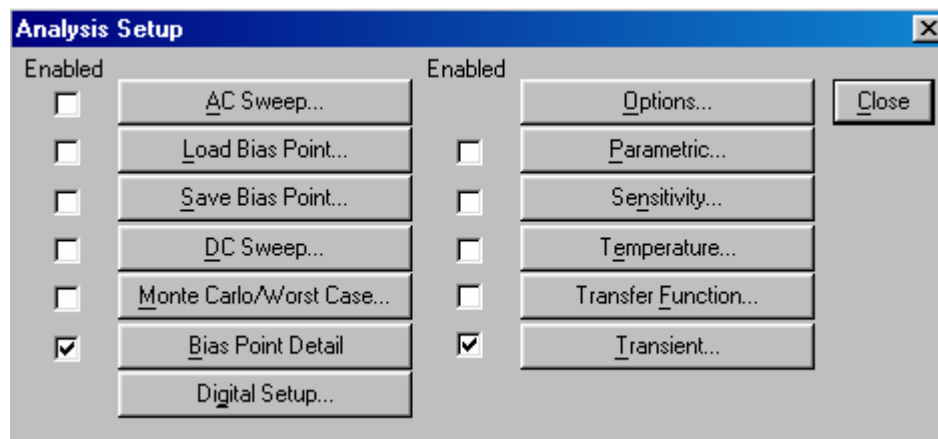 Analysis Setup
Enabled Enabled
AC Sweep... Options... Close
Load Bias Point... Parametric...
Save Bias Point... Sensitivity...
DC Sweep... Temperature...
Monte Carlo/Worst Case... Transfer Function...
Bias Point Detail Transient...
Digital Setup...